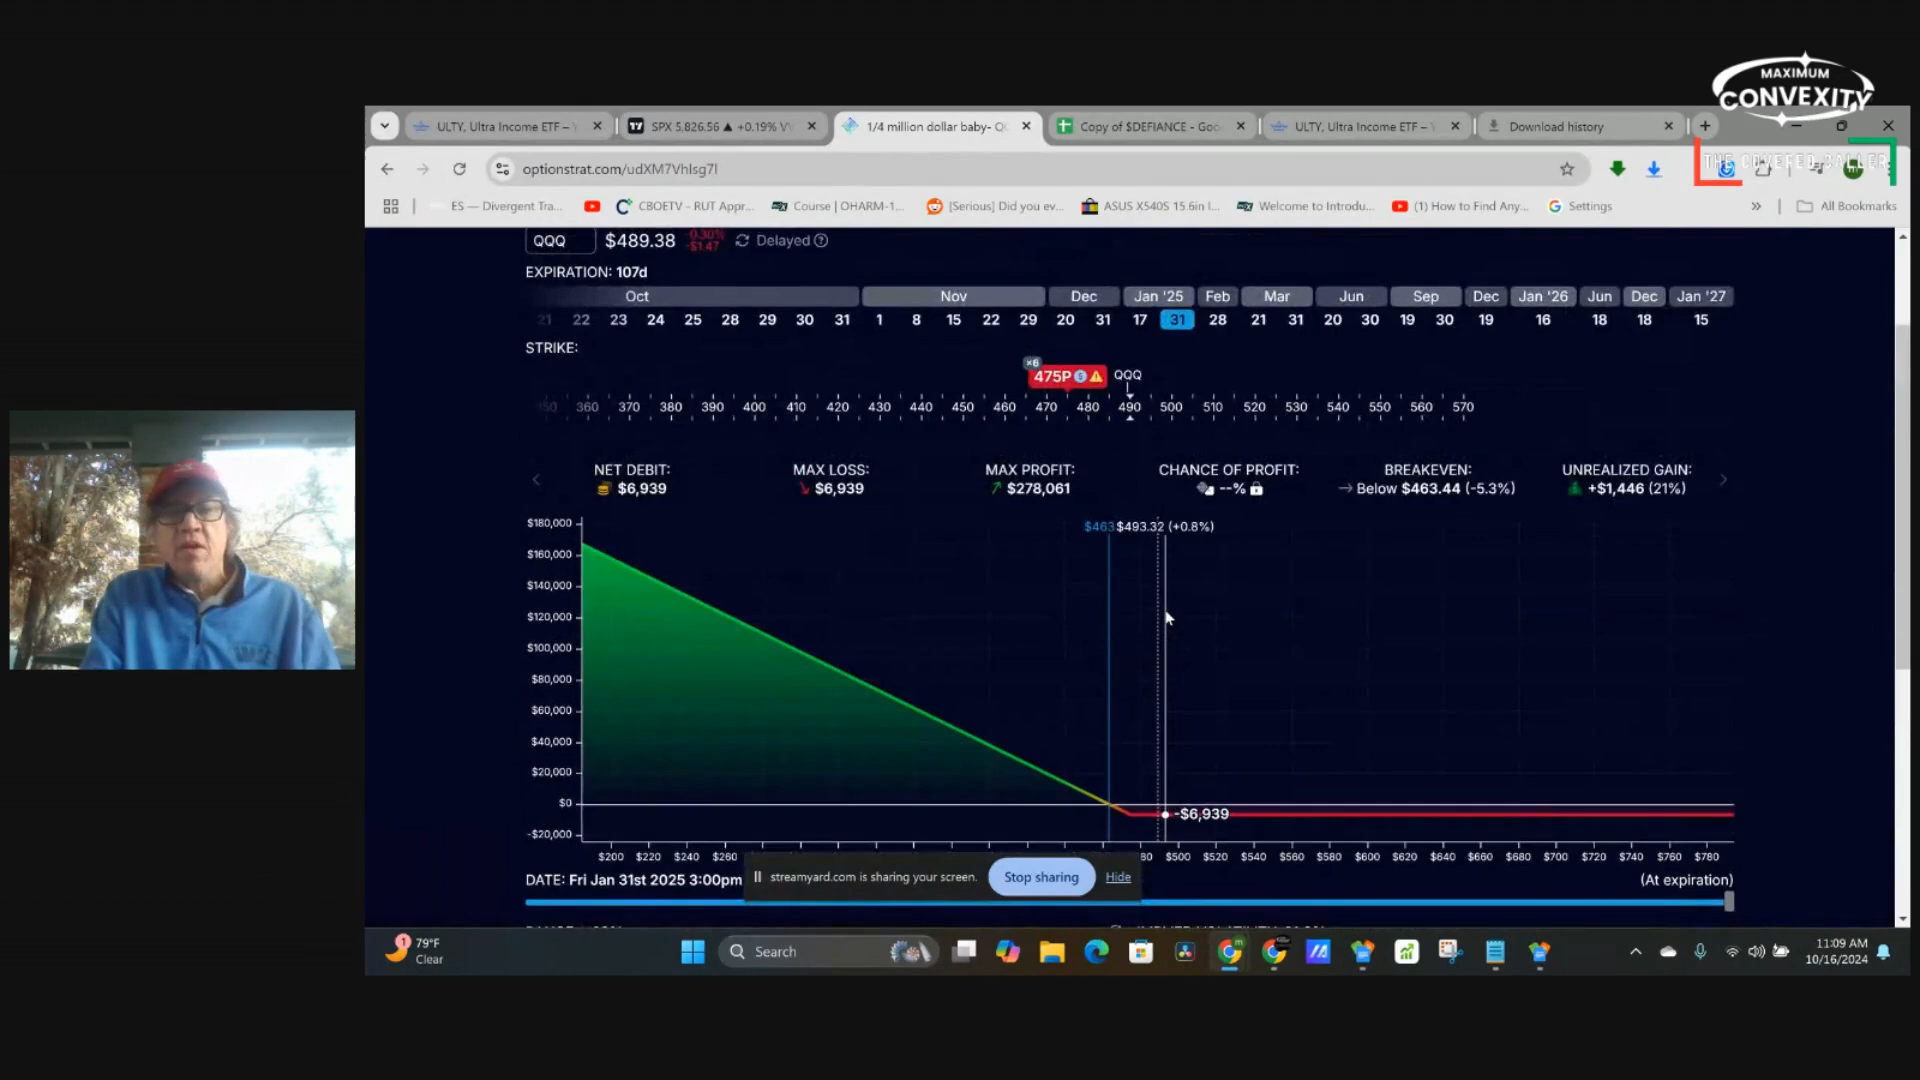 MAXIMUM
CONVEXITY
THE COVERED CALLER
ULTY, Ultra Income ETF – Y
SPX 5,826.56 ▲ +0.19% V
1/4 million dollar baby- Q
Copy of $DEFIANCE - Goo
ULTY, Ultra Income ETF – Y
Download history
optionstrat.com/udXM7Vhlsg7l
ES — Divergent Tra...
CBOETV - RUT Appr...
Course | OHARM-1...
[Serious] Did you ev...
ASUS X540S 15.6in l...
Welcome to Introdu...
(1) How to Find Any...
Settings
»
All Bookmarks
QQQ $489.38 -0.30% -$1.47 Delayed
EXPIRATION: 107d
Oct Nov Dec Jan '25 Feb Mar Jun Sep Dec Jan '26 Jun Dec Jan '27
21 22 23 24 25 28 29 30 31 1 8 15 22 29 20 31 17 31 28 21 31 20 30 19 30 19 16 18 18 15
STRIKE:
×6
475P QQQ
350 360 370 380 390 400 410 420 430 440 450 460 470 480 490 500 510 520 530 540 550 560 570
NET DEBIT: MAX LOSS: MAX PROFIT: CHANCE OF PROFIT: BREAKEVEN: UNREALIZED GAIN:
$6,939 $6,939 $278,061 --% Below $463.44 (-5.3%) +$1,446 (21%)
$463 $493.32 (+0.8%)
$180,000
$160,000
$140,000
$120,000
$100,000
$80,000
$60,000
$40,000
$20,000
$0
-$20,000
-$6,939
$200 $220 $240 $260 80 $500 $520 $540 $560 $580 $600 $620 $640 $660 $680 $700 $720 $740 $760 $780
DATE: Fri Jan 31st 2025 3:00pm
(At expiration)
streamyard.com is sharing your screen. Stop sharing Hide
1
79°F
Clear
Search
11:09 AM
10/16/2024